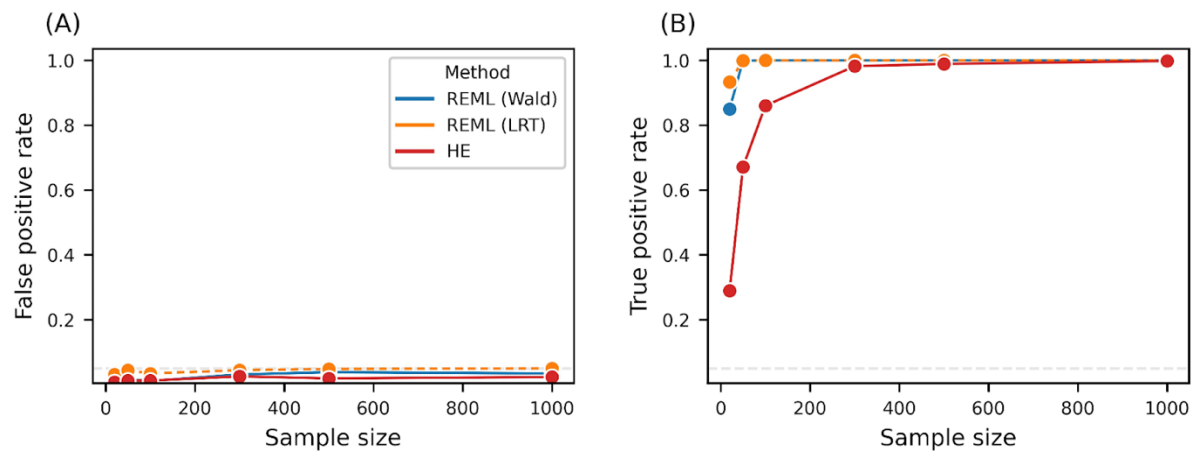 (A)
False positive rate
1.0
0.8
0.6
0.4
0.2
Method
REML (Wald)
REML (LRT)
HE
0 200 400 600 800 1000
Sample size
(B)
True positive rate
1.0
0.8
0.6
0.4
0.2
0 200 400 600 800 1000
Sample size